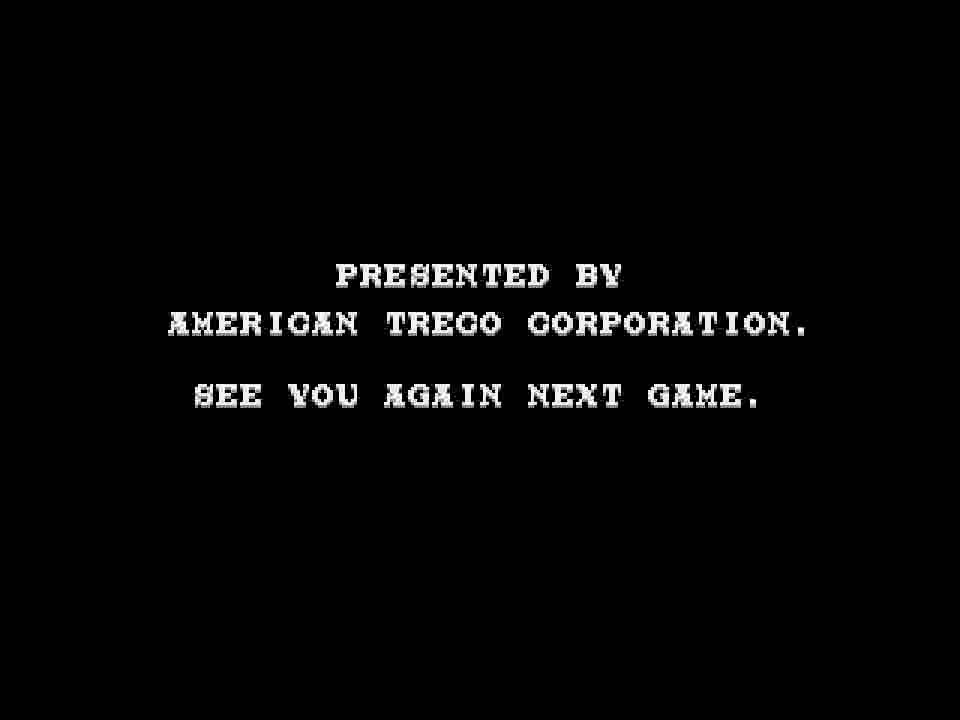 PRESENTED BY
AMERICAN TRECO CORPORATION.
SEE YOU AGAIN NEXT GAME.